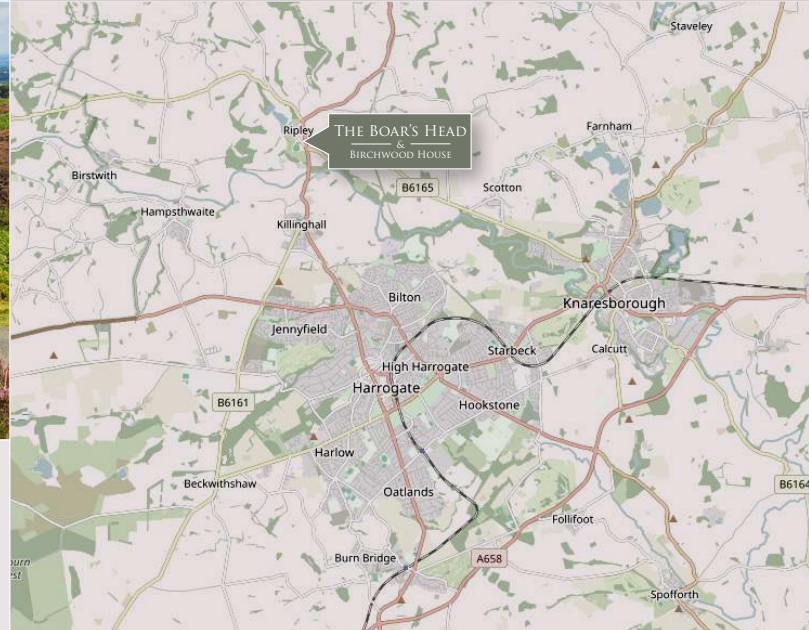 Staveley
Ripley
THE BOAR'S HEAD
&
BIRCHWOOD HOUSE
Farnham
Birstwith
B6165
Scotton
Hampsthwaite
Killinghall
Bilton
Knaresborough
Jennyfield
Starbeck
Calcutt
High Harrogate
Harrogate
B6161
Hookstone
Harlow
Beckwithshaw
Oatlands
B6164
Follifoot
Burn Bridge
A658
Spofforth